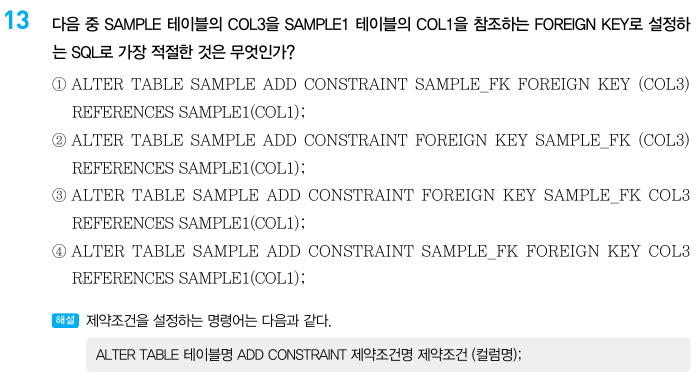 13 다음 중 SAMPLE 테이블의 COL3을 SAMPLE1 테이블의 COL1을 참조하는 FOREIGN KEY로 설정하
는 SQL로 가장 적절한 것은 무엇인가?
① ALTER TABLE SAMPLE ADD CONSTRAINT SAMPLE_FK FOREIGN KEY (COL3)
REFERENCES SAMPLE1(COL1);
② ALTER TABLE SAMPLE ADD CONSTRAINT FOREIGN KEY SAMPLE_FK (COL3)
REFERENCES SAMPLE1(COL1);
③ ALTER TABLE SAMPLE ADD CONSTRAINT FOREIGN KEY SAMPLE_FK COL3
REFERENCES SAMPLE1(COL1);
④ ALTER TABLE SAMPLE ADD CONSTRAINT SAMPLE_FK FOREIGN KEY COL3
REFERENCES SAMPLE1(COL1);
해설 제약조건을 설정하는 명령어는 다음과 같다.
ALTER TABLE 테이블명 ADD CONSTRAINT 제약조건명 제약조건 (컬럼명);